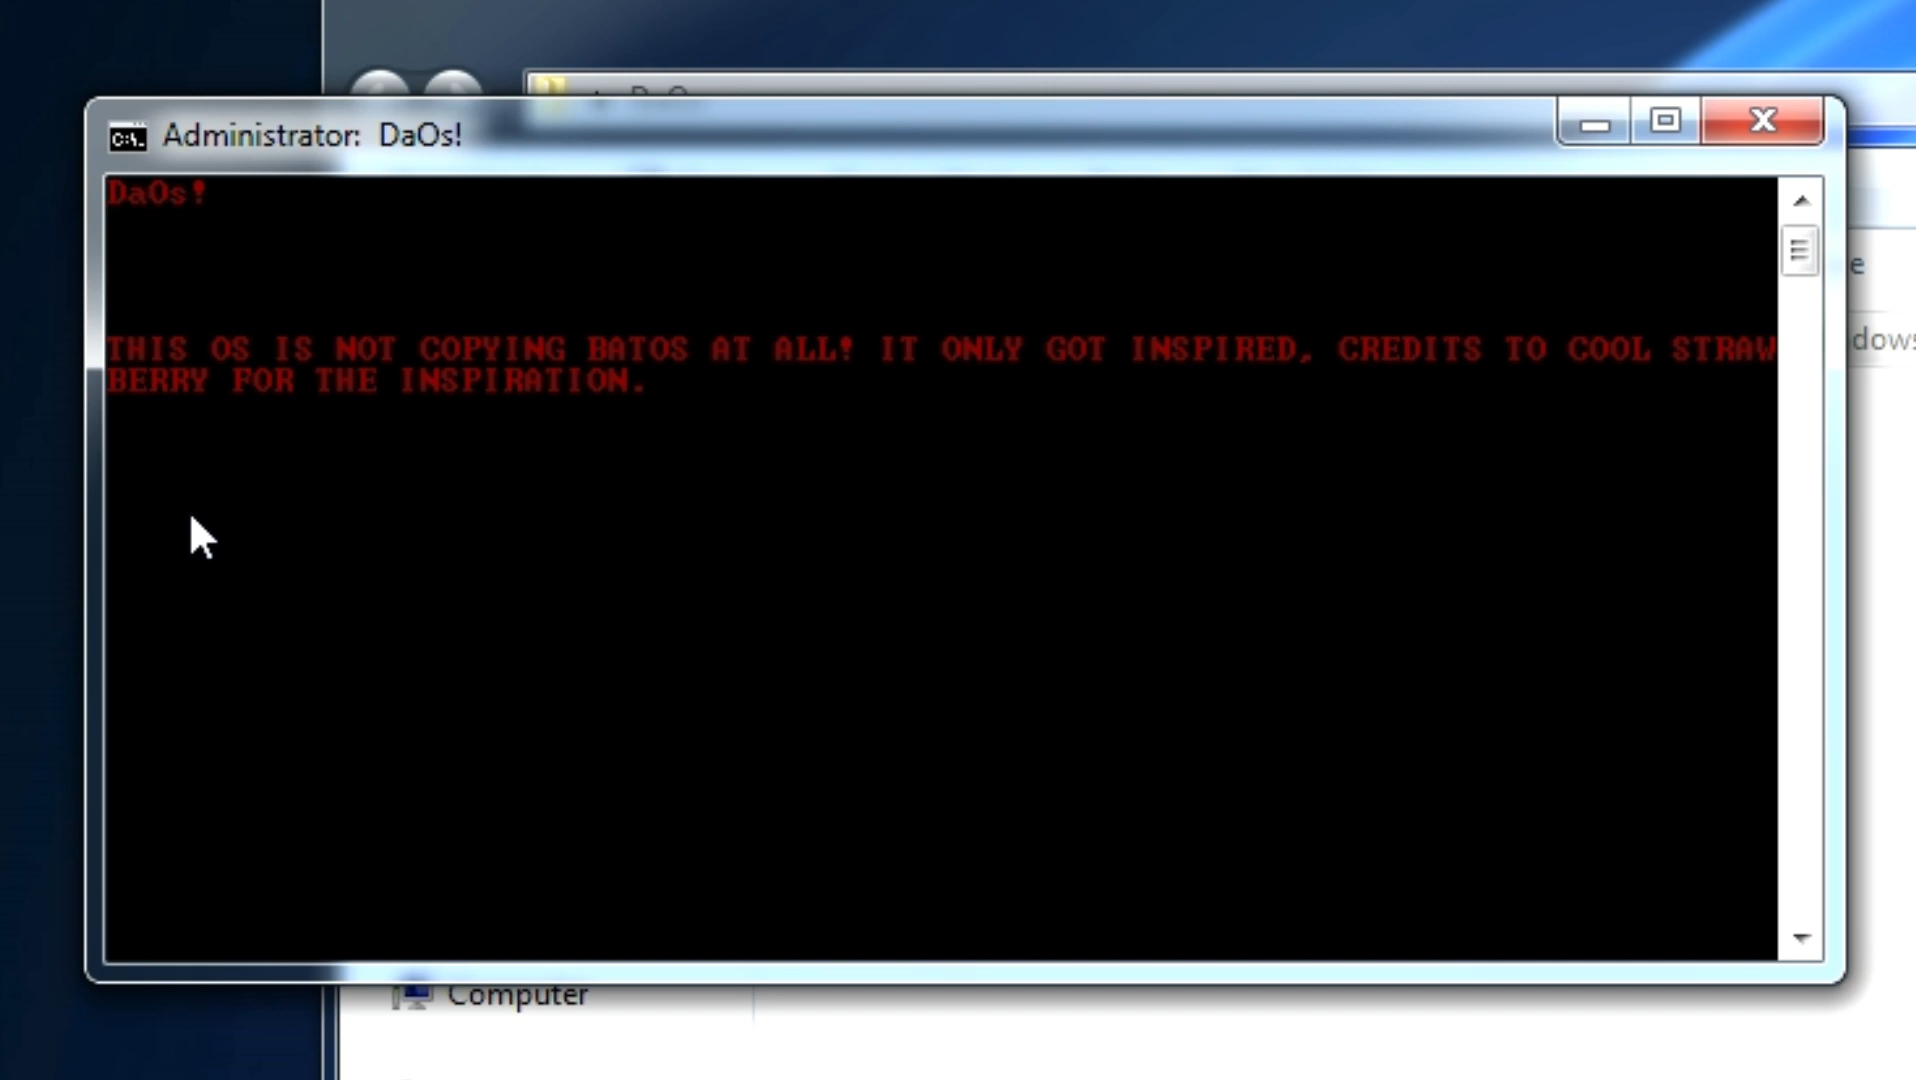 Administrator: DaOs!
DaOs!
THIS OS IS NOT COPYING BATOS AT ALL! IT ONLY GOT INSPIRED, CREDITS TO COOL STRAW
BERRY FOR THE INSPIRATION.
Computer